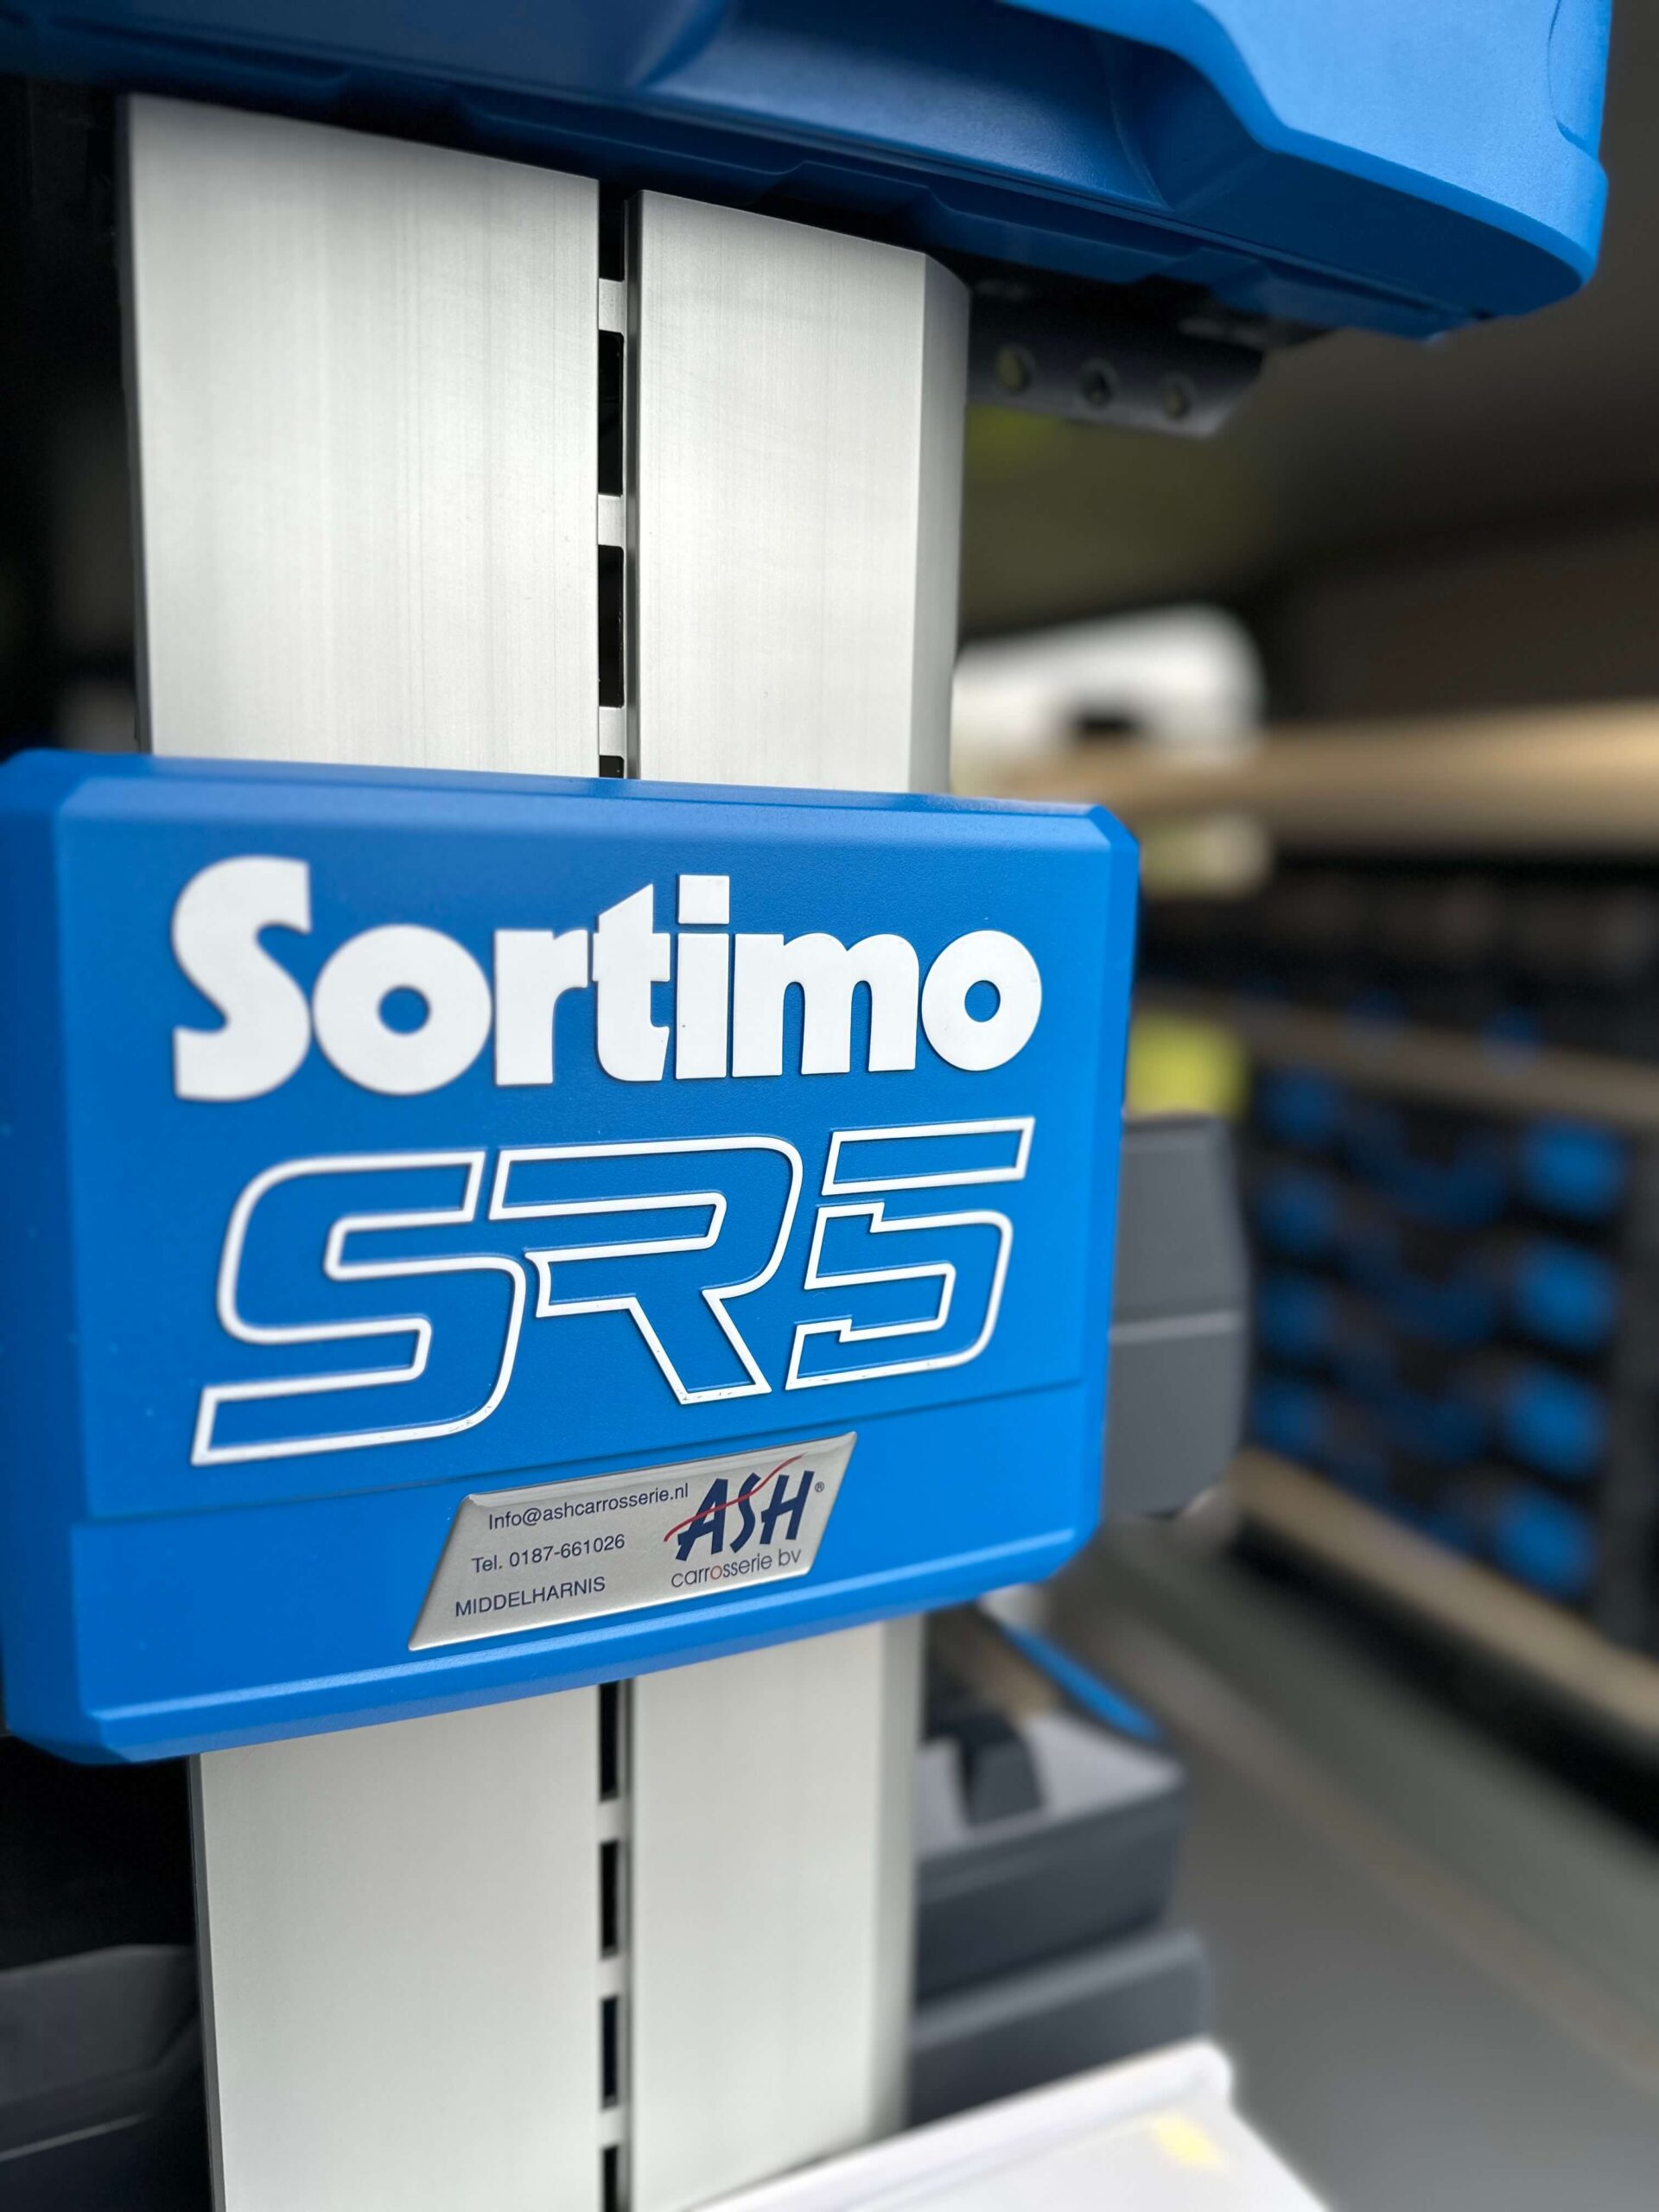 Sortimo
SR5
Info@ashcarrosserie.nl
Tel. 0187-661026
MIDDELHARNIS
ASH®
carrosserie bv